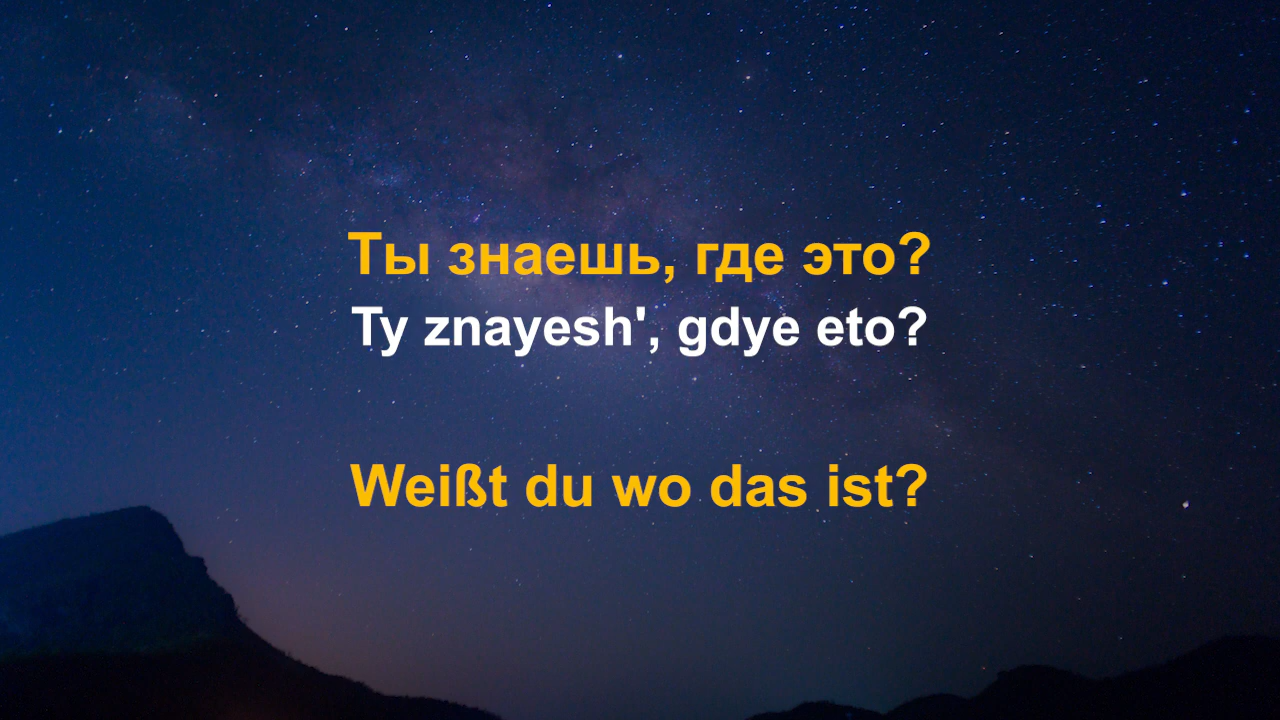 Ты знаешь, где это?
Ty znayesh', gdye eto?
Weißt du wo das ist?